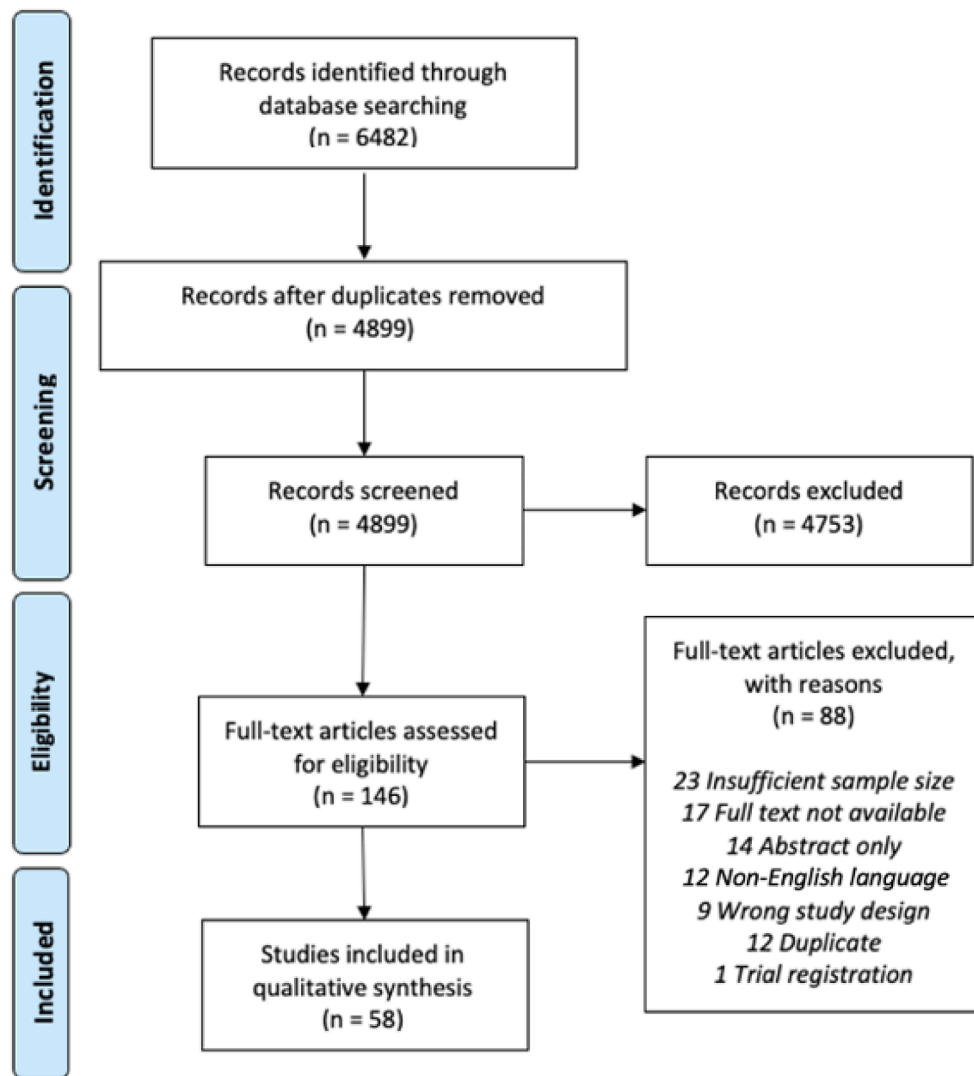 Identification
Records identified through
database searching
(n = 6482)
Records after duplicates removed
(n = 4899)
Screening
Records screened
(n = 4899)
Records excluded
(n = 4753)
Eligibility
Full-text articles assessed
for eligibility
(n = 146)
Full-text articles excluded,
with reasons
(n = 88)
23 Insufficient sample size
17 Full text not available
14 Abstract only
12 Non-English language
9 Wrong study design
12 Duplicate
1 Trial registration
Included
Studies included in
qualitative synthesis
(n = 58)